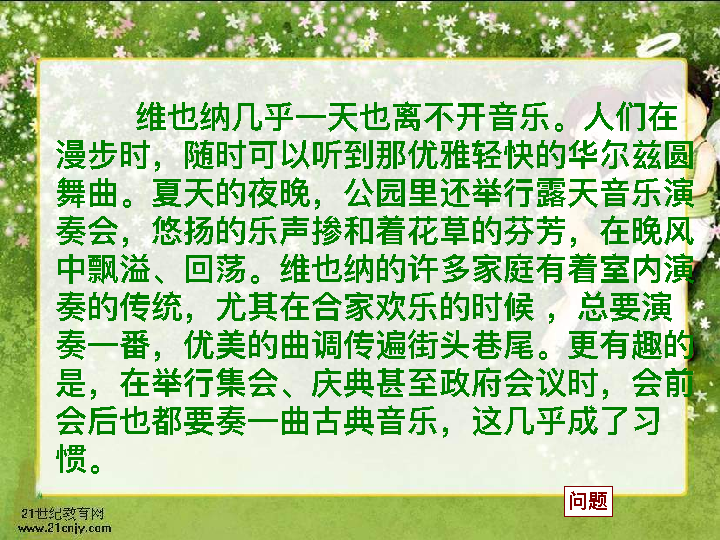 维也纳几乎一天也离不开音乐。人们在
漫步时，随时可以听到那优雅轻快的华尔兹圆
舞曲。夏天的夜晚，公园里还举行露天音乐演
奏会，悠扬的乐声掺和着花草的芬芳，在晚风
中飘溢、回荡。维也纳的许多家庭有着室内演
奏的传统，尤其在合家欢乐的时候 ，总要演
奏一番，优美的曲调传遍街头巷尾。更有趣的
是，在举行集会、庆典甚至政府会议时，会前
会后也都要奏一曲古典音乐，这几乎成了习
惯。
问题
21世纪教育网
www.21cnjy.com